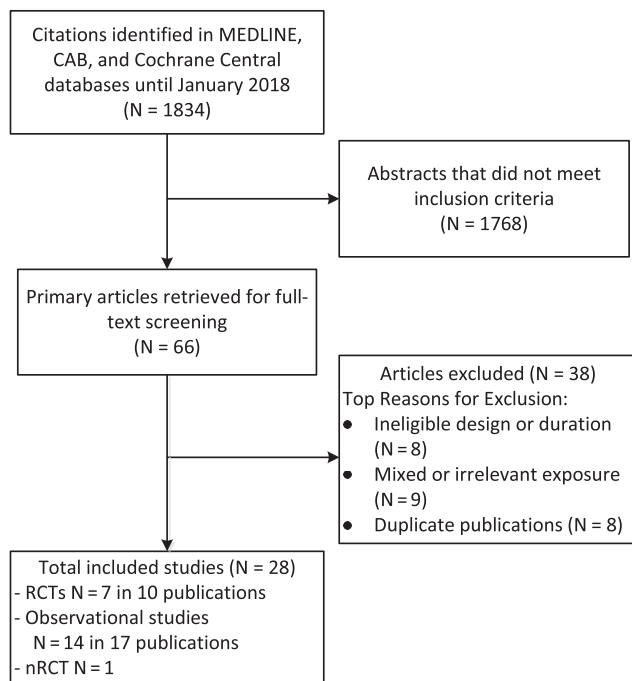 Citations identified in MEDLINE,
CAB, and Cochrane Central
databases until January 2018
(N = 1834)
Abstracts that did not meet
inclusion criteria
(N = 1768)
Primary articles retrieved for full-
text screening
(N = 66)
Articles excluded (N = 38)
Top Reasons for Exclusion:
● Ineligible design or duration
(N = 8)
● Mixed or irrelevant exposure
(N = 9)
● Duplicate publications (N = 8)
Total included studies (N = 28)
- RCTs N = 7 in 10 publications
- Observational studies
N = 14 in 17 publications
- nRCT N = 1